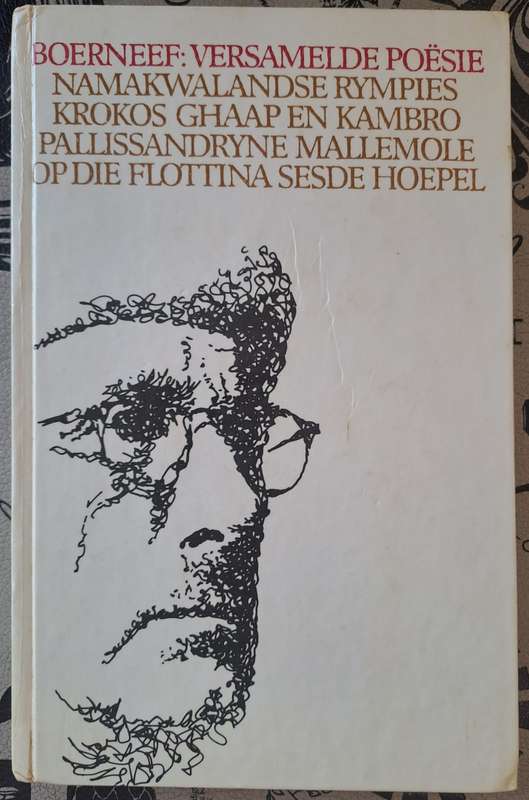 BOERNEEF: VERSAMELDE POËSIE
NAMAKWALANDSE RYMPIES
KROKOS GHAAP EN KAMBRO
PALLISSANDRYNE MALLEMOLE
OP DIE FLOTTINA SESDE HOEPEL